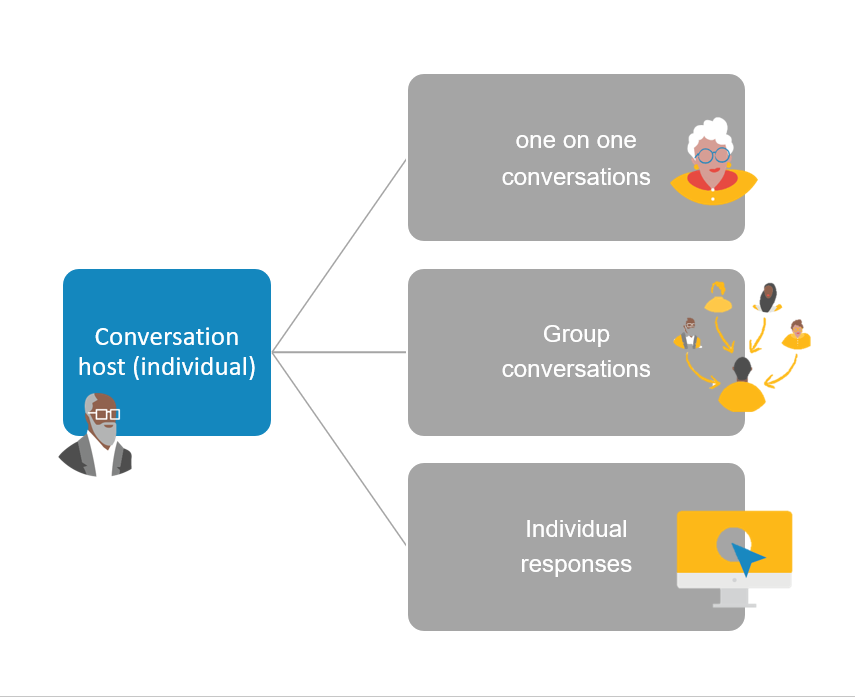 one on one
conversations
Conversation
host (individual)
Group
conversations
Individual
responses